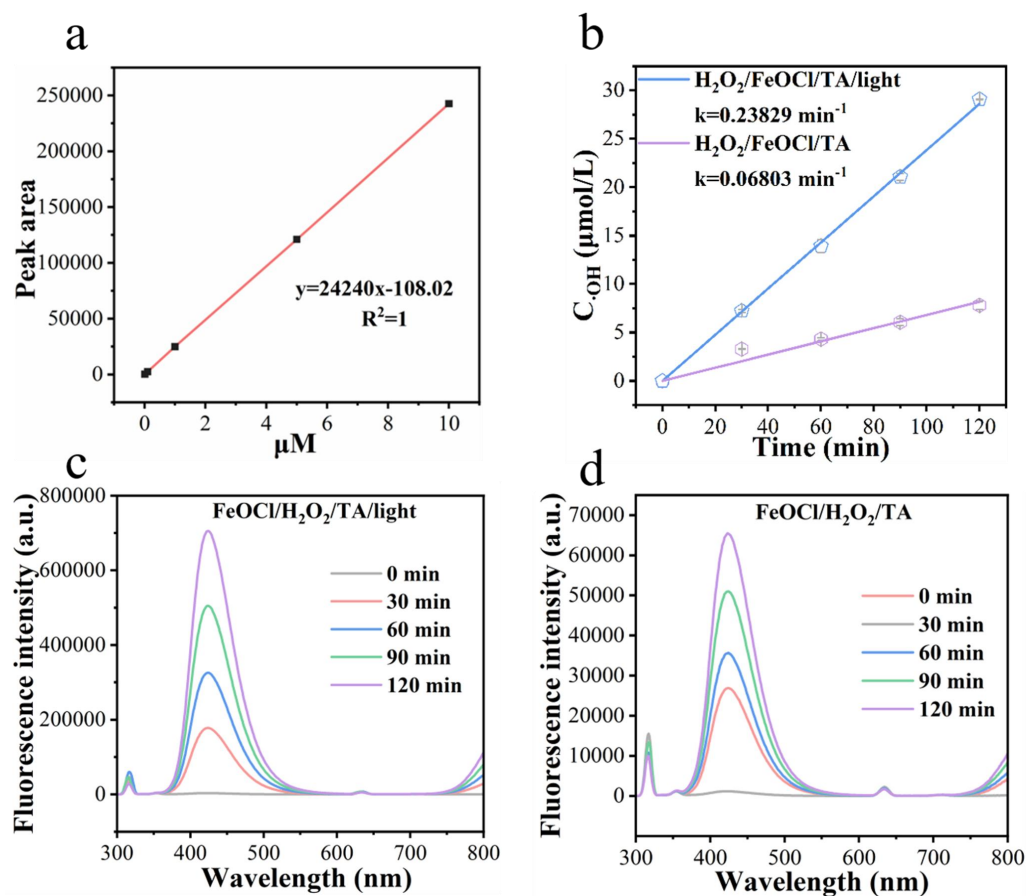 a
Peak area
250000
200000
150000
100000
50000
0
y=24240x-108.02
R²=1
0 2 4 6 8 10
μM
b
C·OH (μmol/L)
30
25
20
15
10
5
0
H₂O₂/FeOCl/TA/light
k=0.23829 min⁻¹
H₂O₂/FeOCl/TA
k=0.06803 min⁻¹
0 20 40 60 80 100 120
Time (min)
c
Fluorescence intensity (a.u.)
800000
600000
400000
200000
0
FeOCl/H₂O₂/TA/light
0 min
30 min
60 min
90 min
120 min
300 400 500 600 700 800
Wavelength (nm)
d
Fluorescence intensity (a.u.)
70000
60000
50000
40000
30000
20000
10000
0
FeOCl/H₂O₂/TA
0 min
30 min
60 min
90 min
120 min
300 400 500 600 700 800
Wavelength (nm)